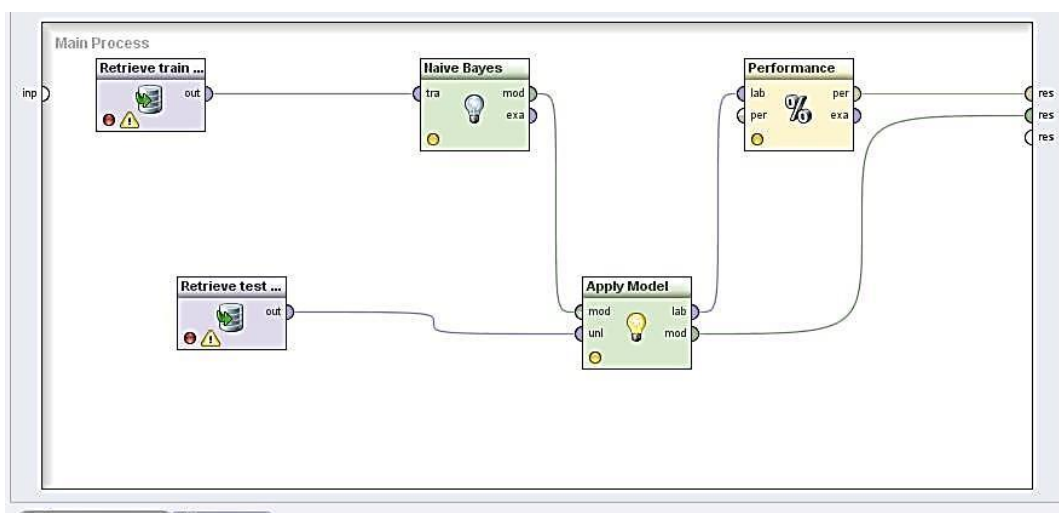 Main Process
inp
Retrieve train ...
out
Naive Bayes
tra
mod
exa
Performance
lab
per
per
%
exa
res
res
res
Retrieve test ...
out
Apply Model
mod
lab
unl
mod